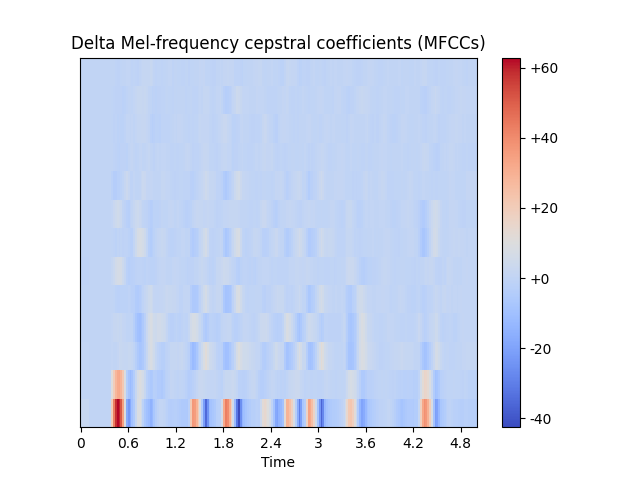 Delta Mel-frequency cepstral coefficients (MFCCs)
+60
+40
+20
+0
-20
-40
0 0.6 1.2 1.8 2.4 3 3.6 4.2 4.8
Time